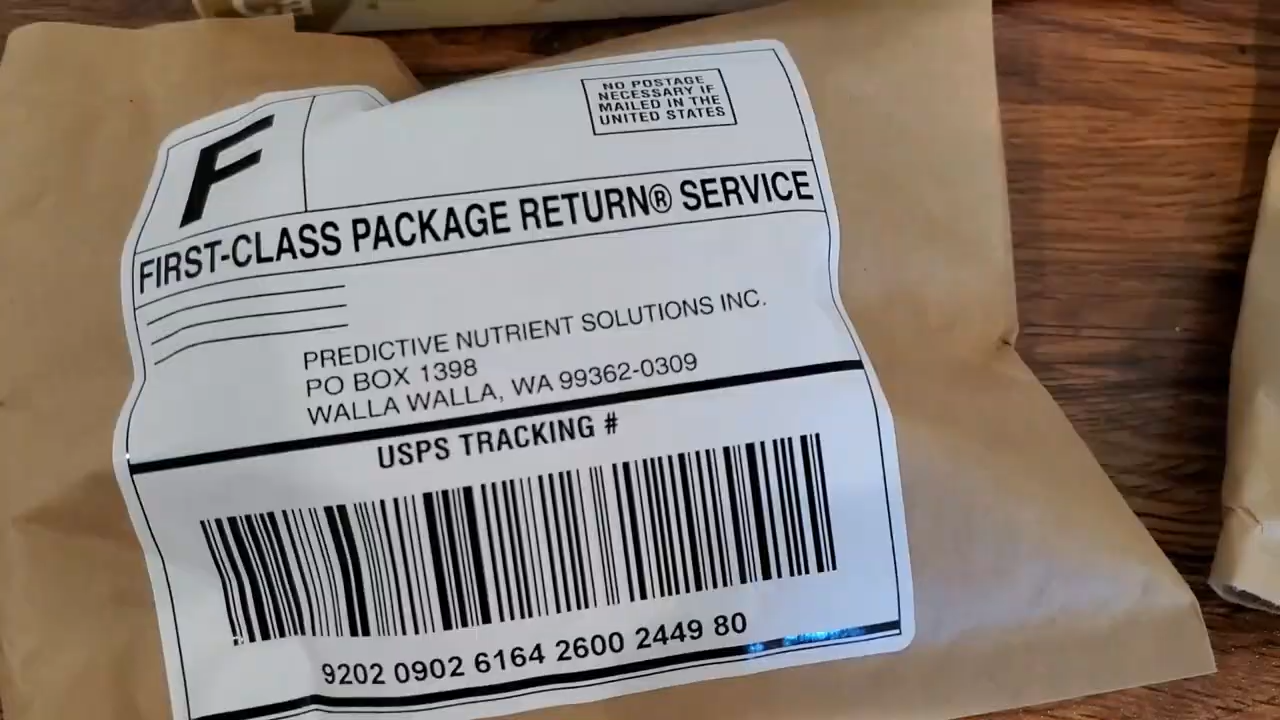 F
NO POSTAGE
NECESSARY IF
MAILED IN THE
UNITED STATES
FIRST-CLASS PACKAGE RETURN® SERVICE
PREDICTIVE NUTRIENT SOLUTIONS INC.
PO BOX 1398
WALLA WALLA, WA 99362-0309
USPS TRACKING #
9202 0902 6164 2600 2449 80